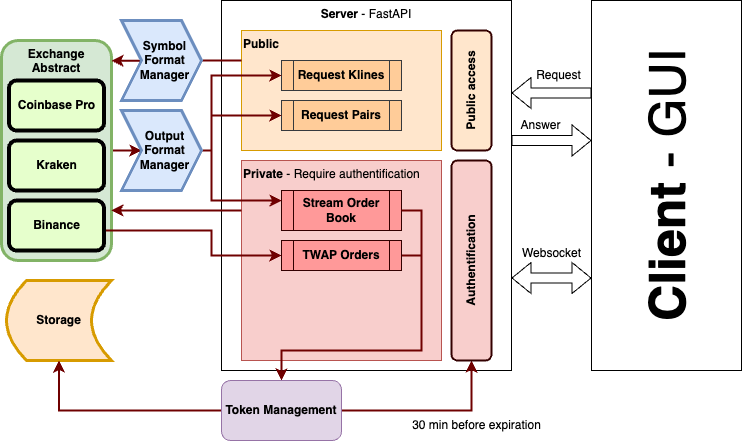 Server - FastAPI
Exchange
Abstract
Coinbase Pro
Kraken
Binance
Symbol
Format
Manager
Output
Format
Manager
Public
Request Klines
Request Pairs
Public access
Private - Require authentification
Stream Order
Book
TWAP Orders
Authentification
Request
Answer
Websocket
Client - GUI
Storage
Token Management
30 min before expiration